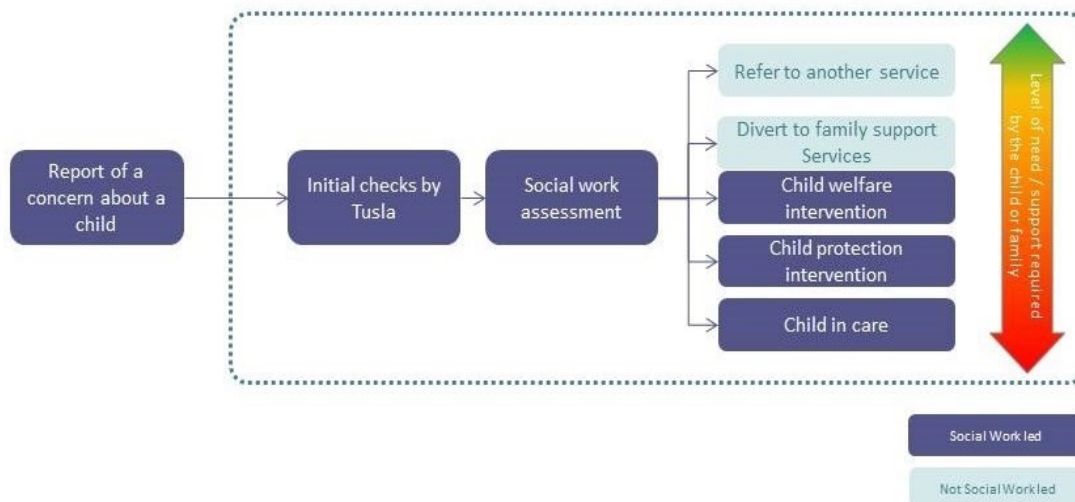 Report of a
concern about a
child
Initial checks by
Tusla
Social work
assessment
Refer to another service
Divert to family support
Services
Child welfare
intervention
Child protection
intervention
Child in care
Level of need / support required
by the child or family
Social Work led
Not Social Work led